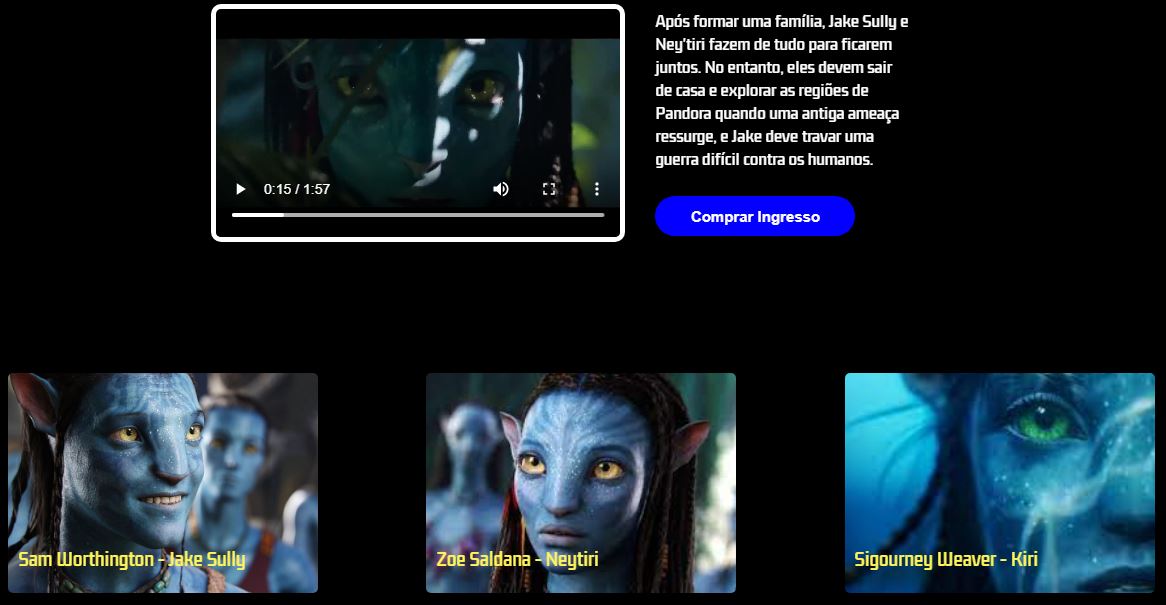 Após formar uma família, Jake Sully e
Ney'tiri fazem de tudo para ficarem
juntos. No entanto, eles devem sair
de casa e explorar as regiões de
Pandora quando uma antiga ameaça
ressurge, e Jake deve travar uma
guerra difícil contra os humanos.
0:15 / 1:57
Comprar Ingresso
Sam Worthington - Jake Sully
Zoe Saldana - Neytiri
Sigourney Weaver - Kiri